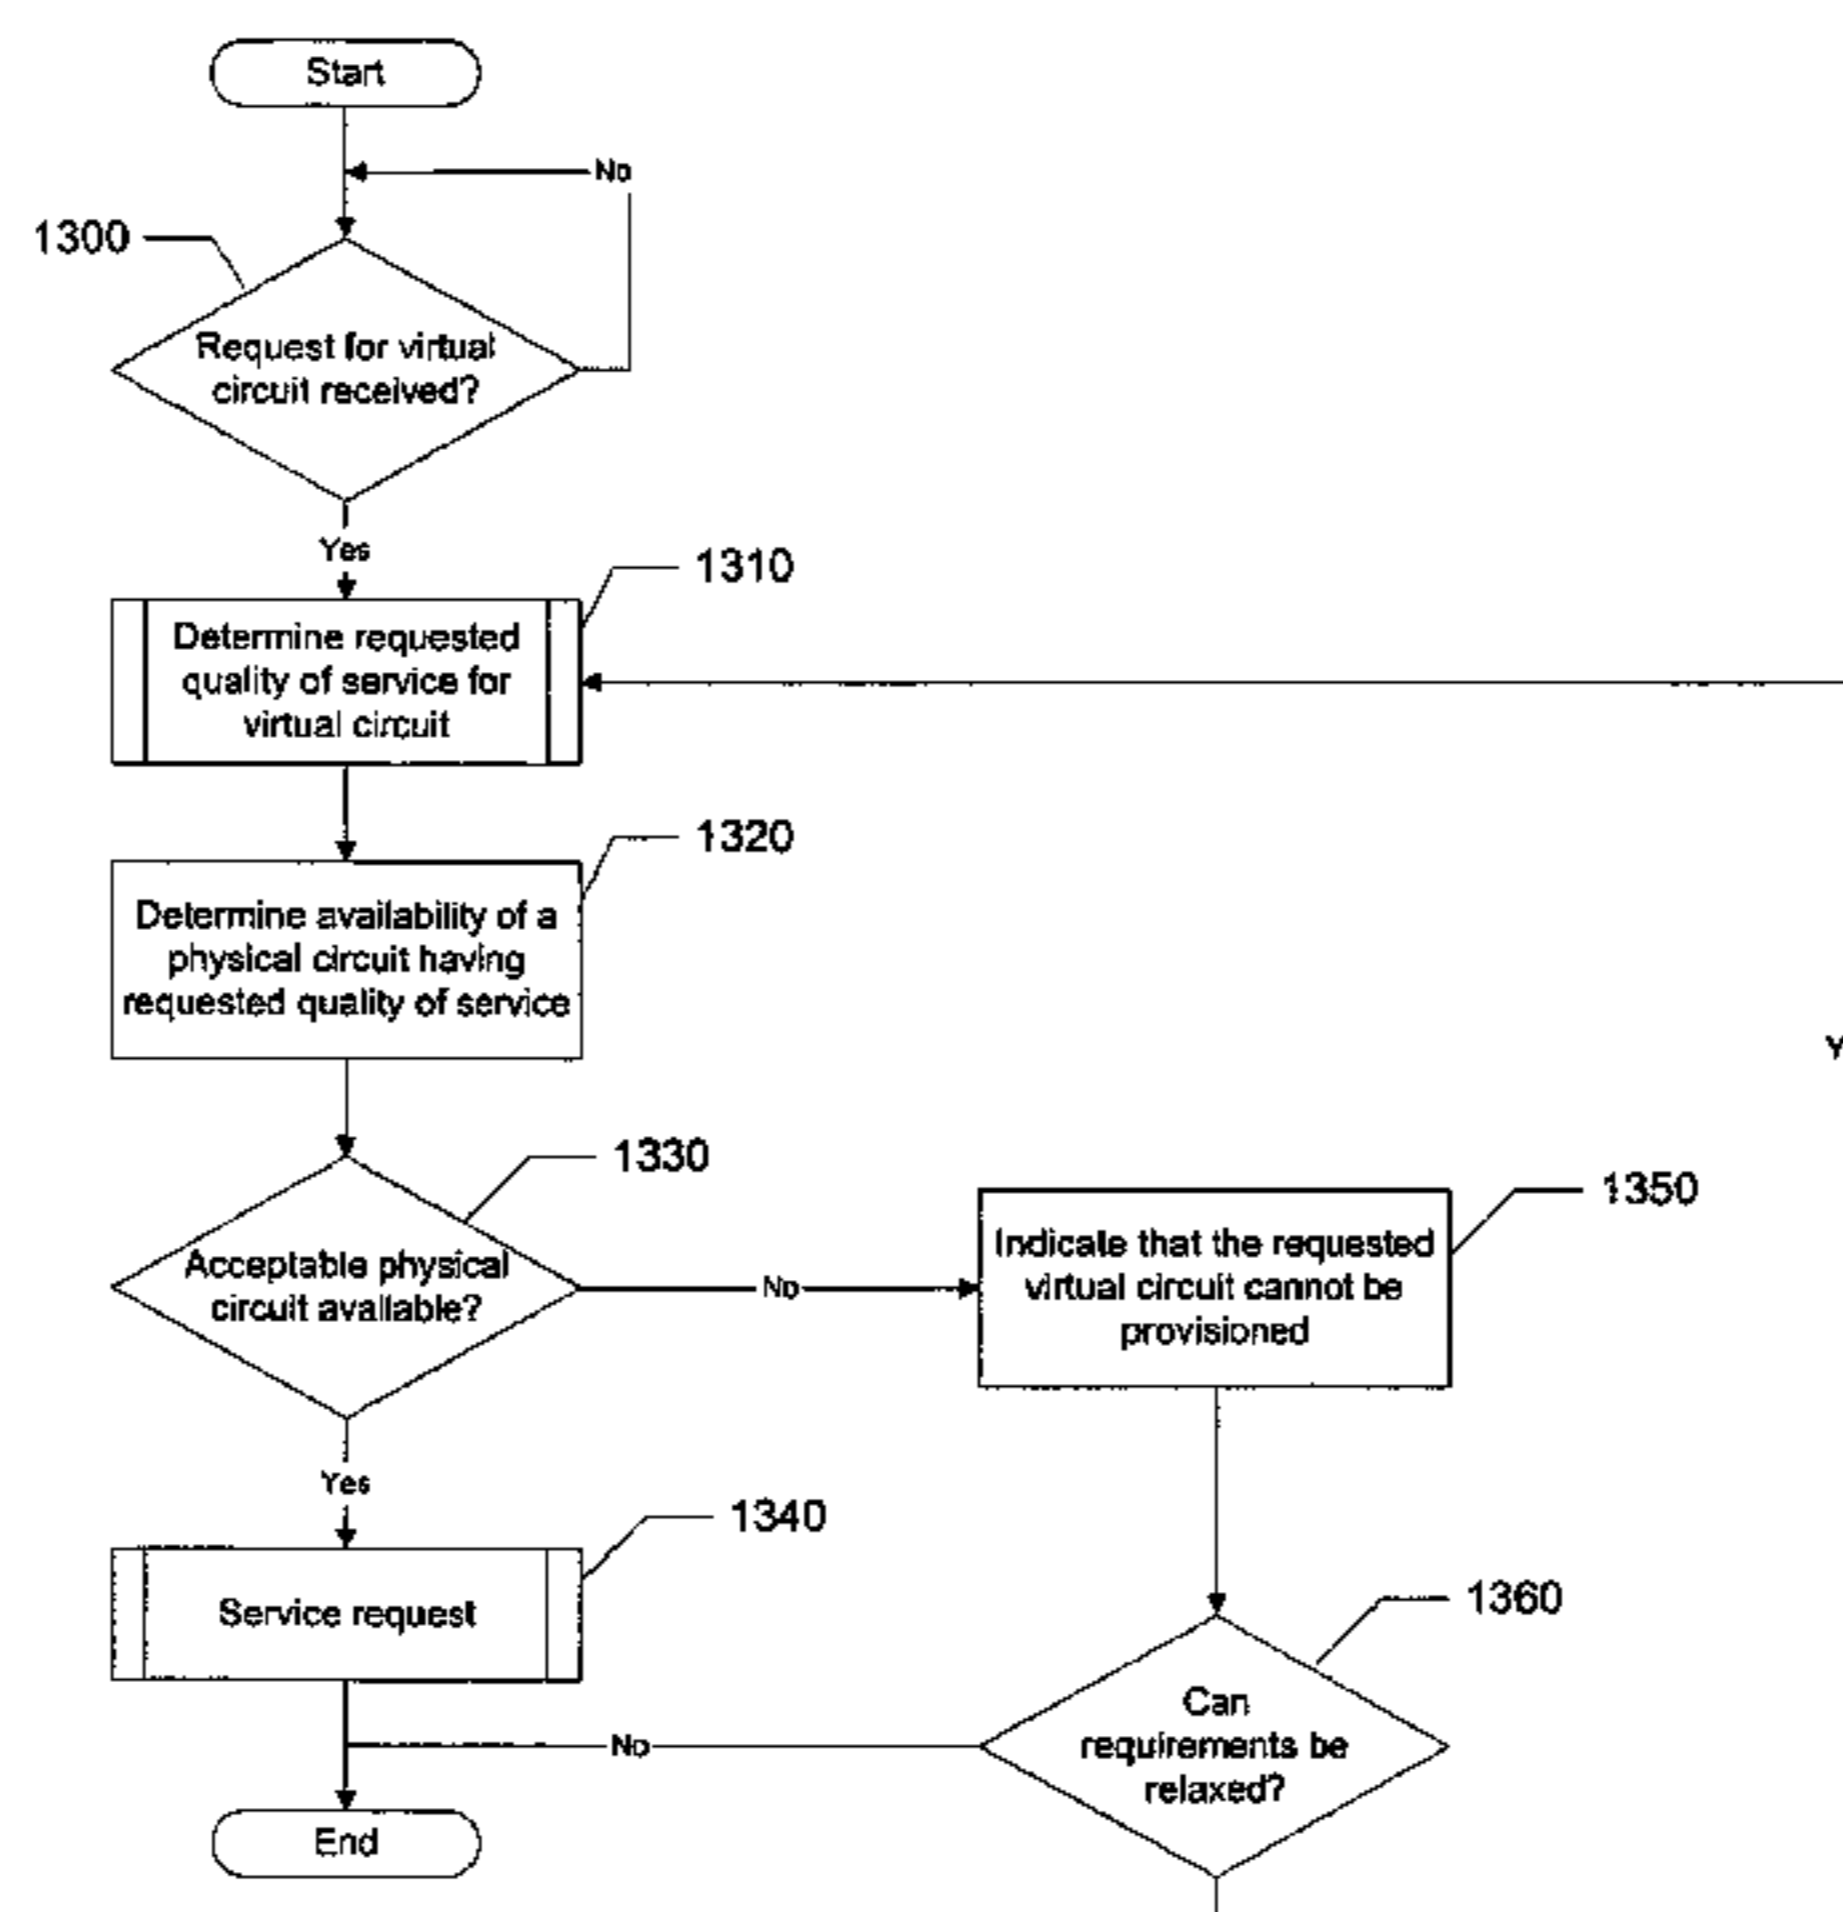 Start
No
1300
Request for virtual
circuit received?
Yes
1310
Determine requested
quality of service for
virtual circuit
1320
Determine availability of a
physical circuit having
requested quality of service
1330
Acceptable physical
circuit available?
No
1350
Indicate that the requested
virtual circuit cannot be
provisioned
Yes
1340
Service request
1360
Can
requirements be
relaxed?
No
End